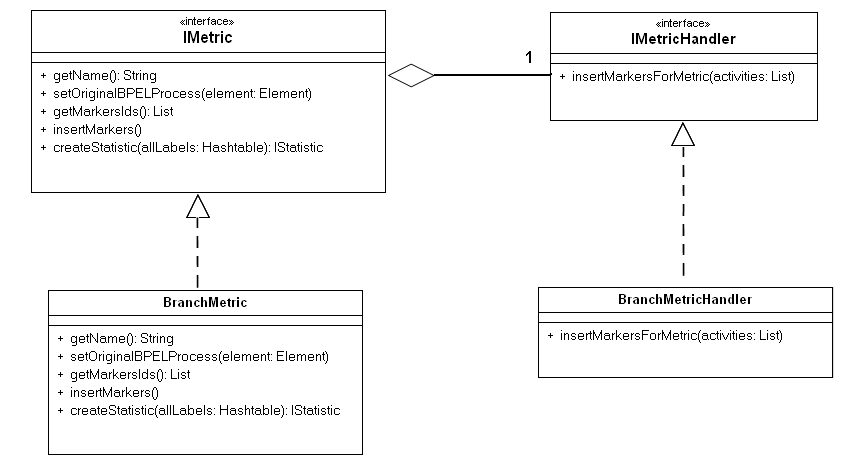 «interface»
IMetric
+ getName(): String
+ setOriginalBPELProcess(element: Element)
+ getMarkersIds(): List
+ insertMarkers()
+ createStatistic(allLabels: Hashtable): IStatistic
1
«interface»
IMetricHandler
+ insertMarkersForMetric(activities: List)
BranchMetric
+ getName(): String
+ setOriginalBPELProcess(element: Element)
+ getMarkersIds(): List
+ insertMarkers()
+ createStatistic(allLabels: Hashtable): IStatistic
BranchMetricHandler
+ insertMarkersForMetric(activities: List)